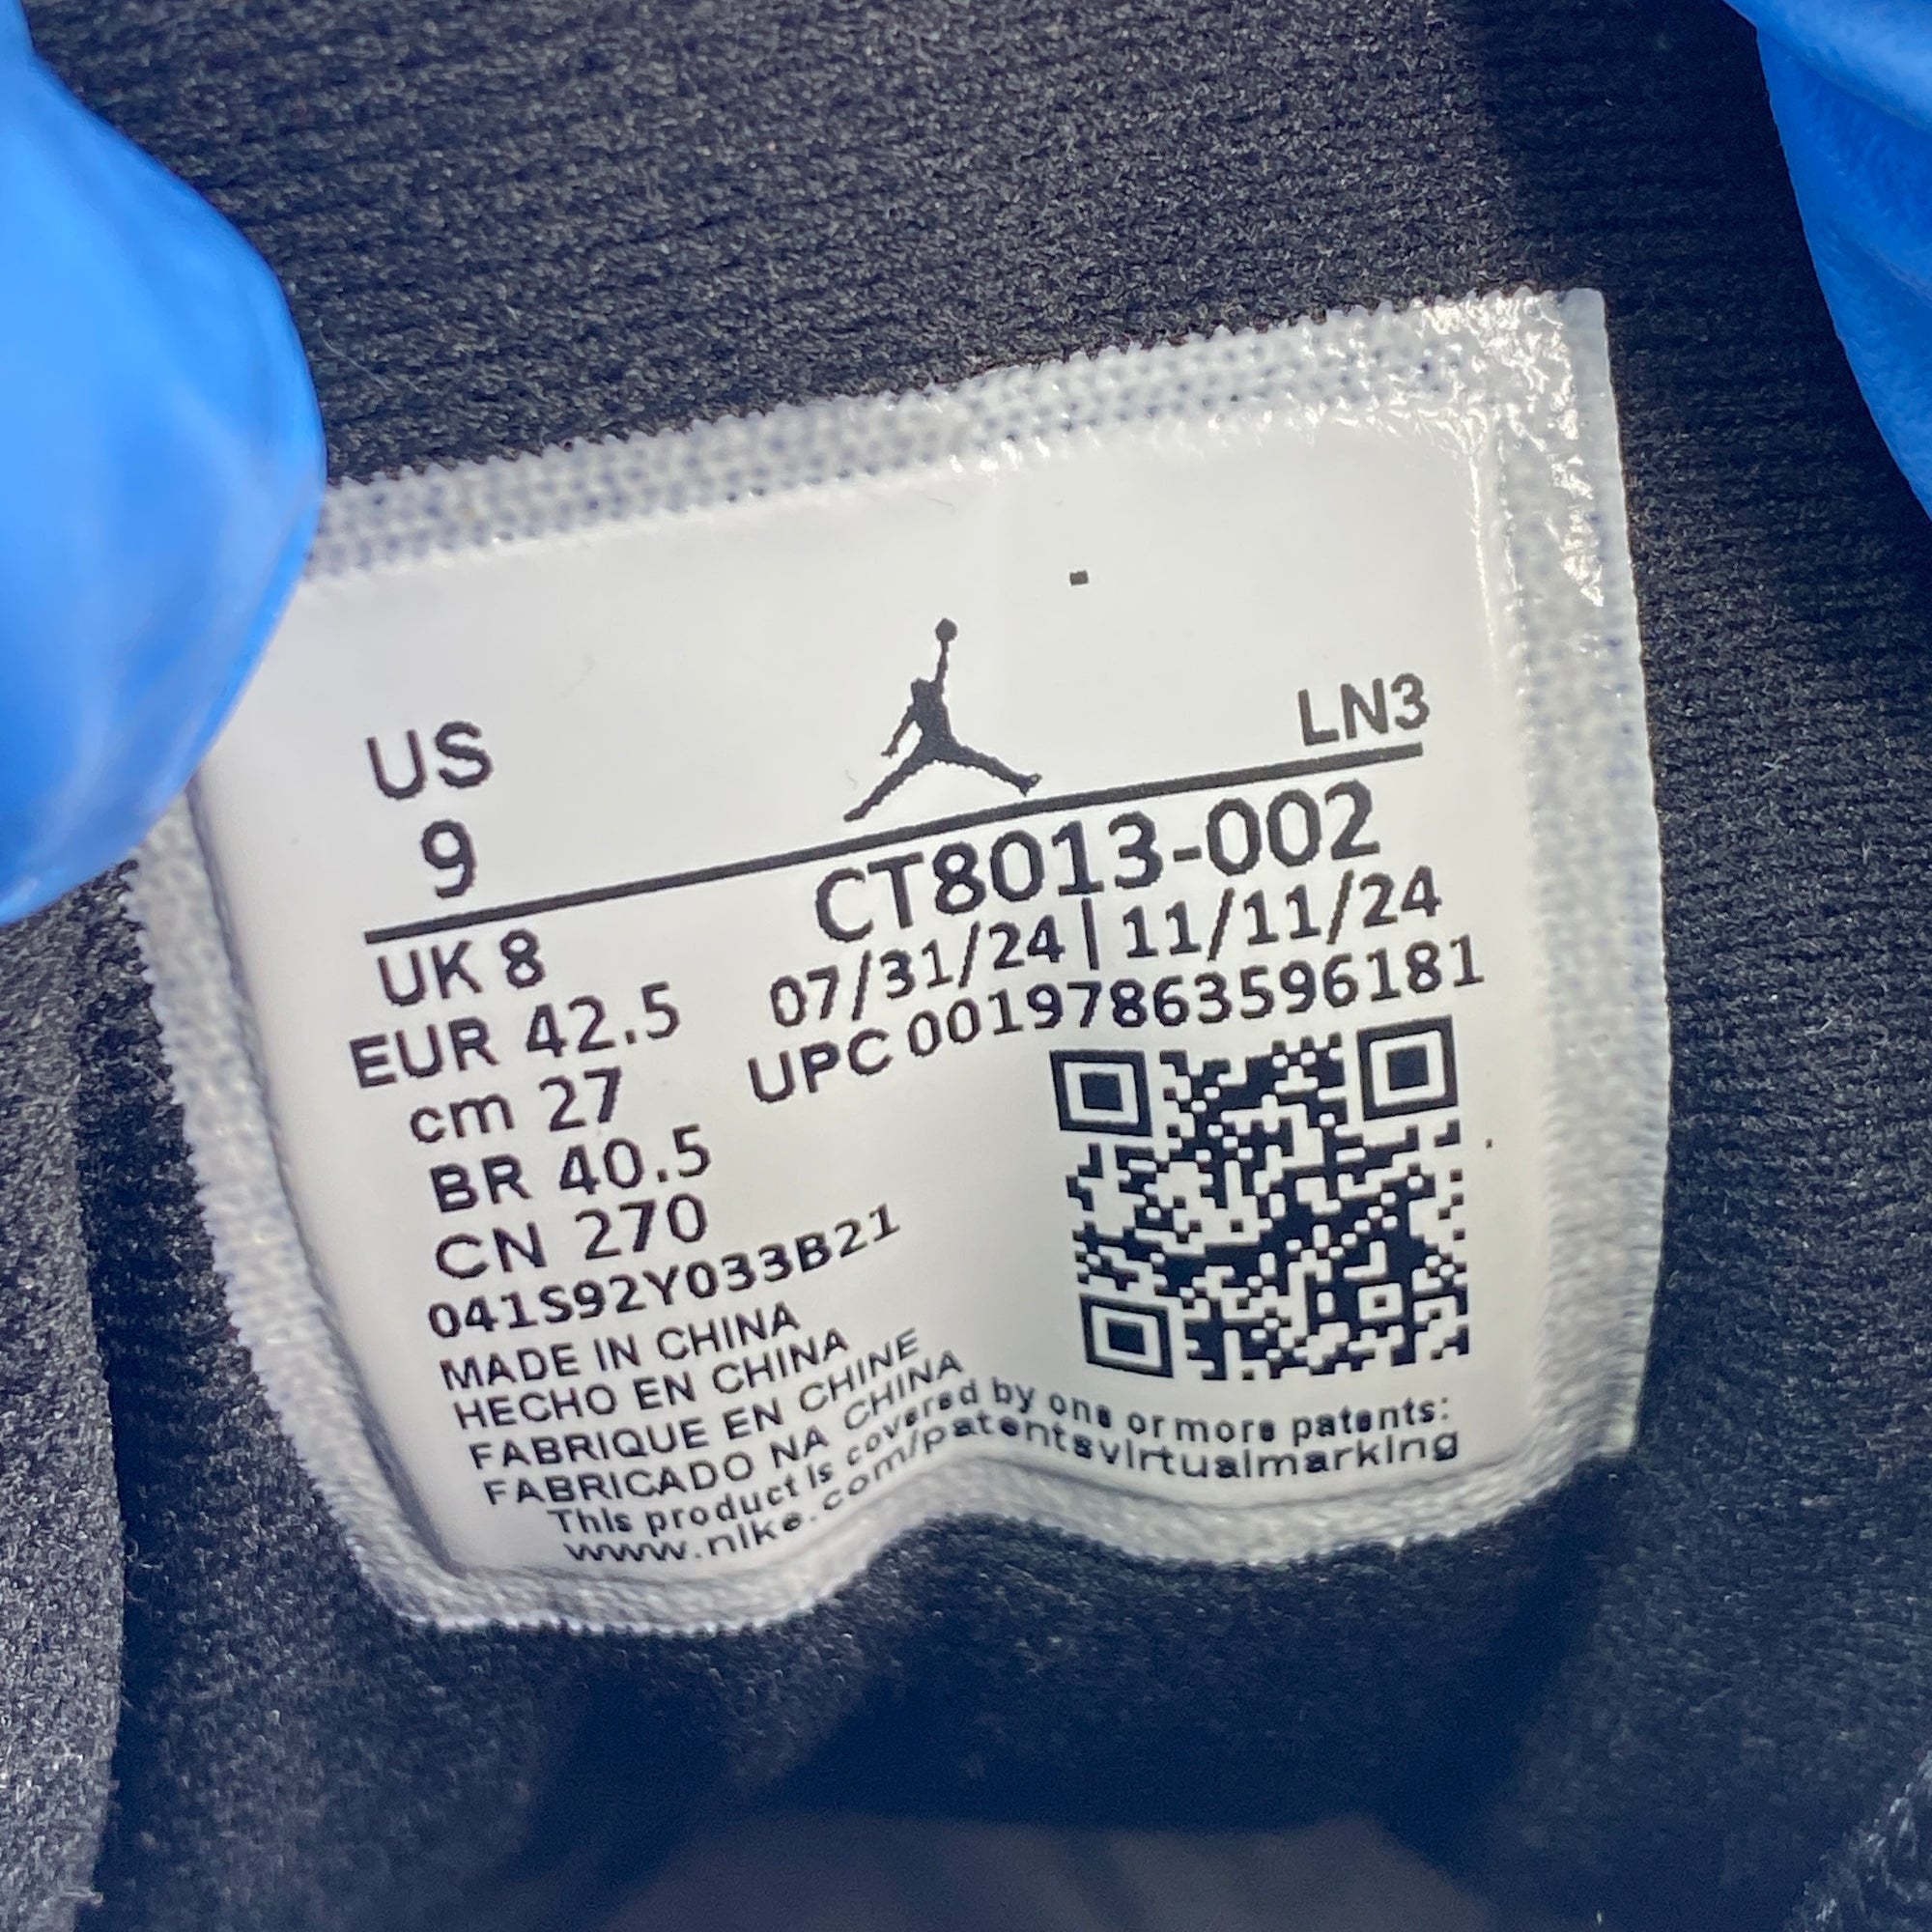 US
9
LN3
CT8013-002
07/31/24 | 11/11/24
UPC 00197863596181
UK 8
EUR 42.5
cm 27
BR 40.5
CN 270
041S92Y033B21
MADE IN CHINA
HECHO EN CHINA
FABRIQUE EN CHINE
FABRICADO NA CHINA
This product is covered by one or more patents:
www.nike.com/patentsvirtualmarking